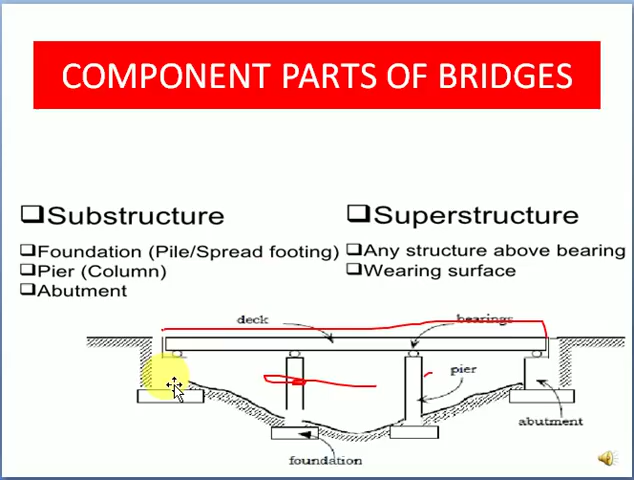 COMPONENT PARTS OF BRIDGES
Substructure
Foundation (Pile/Spread footing)
Pier (Column)
Abutment
Superstructure
Any structure above bearing
Wearing surface
deck
bearings
pier
abutment
foundation